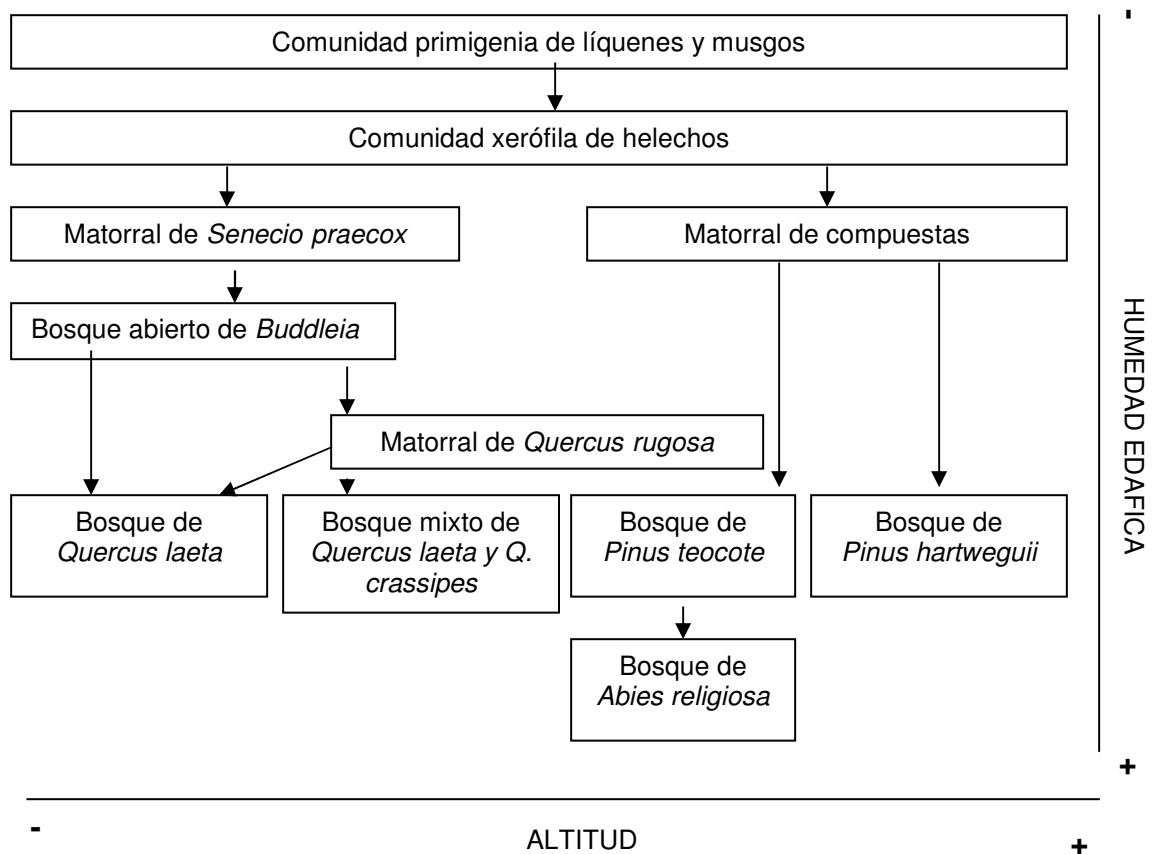 -
Comunidad primigenia de líquenes y musgos
Comunidad xerófila de helechos
Matorral de Senecio praecox
Matorral de compuestas
Bosque abierto de Buddleia
Matorral de Quercus rugosa
Bosque de
Quercus laeta
Bosque mixto de
Quercus laeta y Q.
crassipes
Bosque de
Pinus teocote
Bosque de
Pinus hartweguii
Bosque de
Abies religiosa
HUMEDAD EDAFICA
+
-
ALTITUD
+